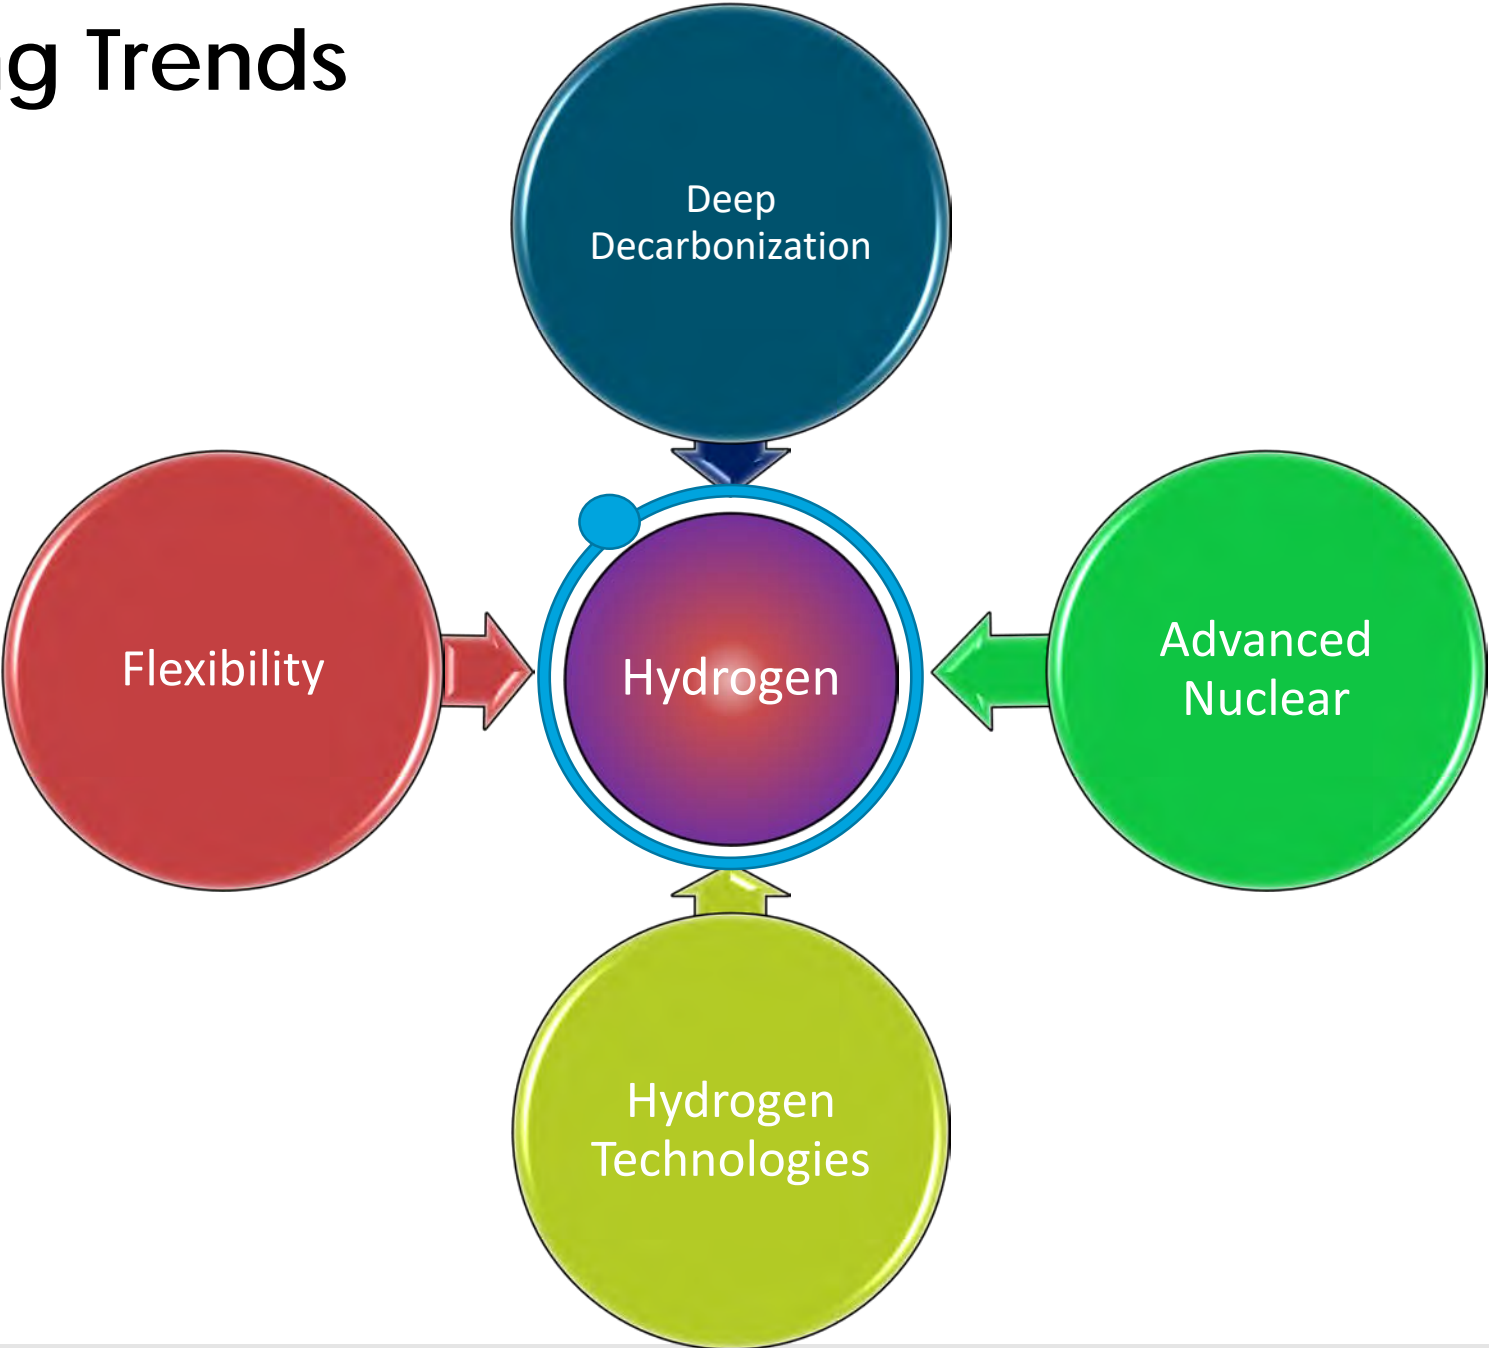 Trends
Deep
Decarbonization
Flexibility
Hydrogen
Advanced
Nuclear
Hydrogen
Technologies